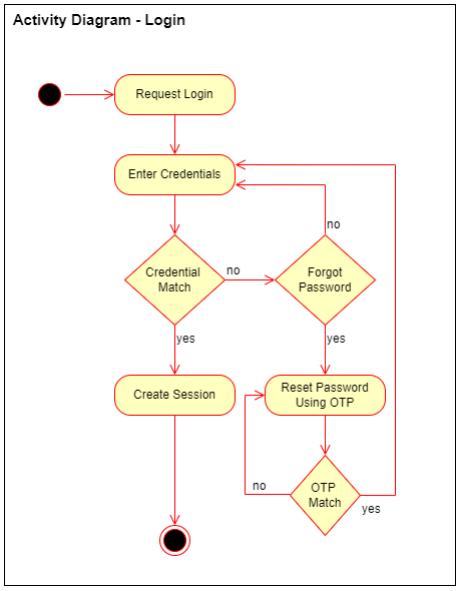 Activity Diagram - Login
Request Login
Enter Credentials
no
Credential
Match
no
Forgot
Password
yes
yes
Create Session
Reset Password
Using OTP
no
OTP
Match
yes